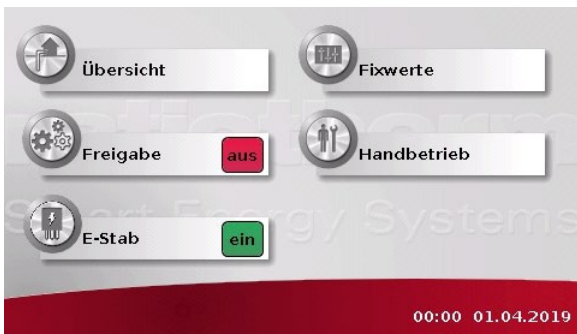 Übersicht
Fixwerte
Freigabe aus
Handbetrieb
E-Stab ein
Smart Energy Systems
00:00 01.04.2019